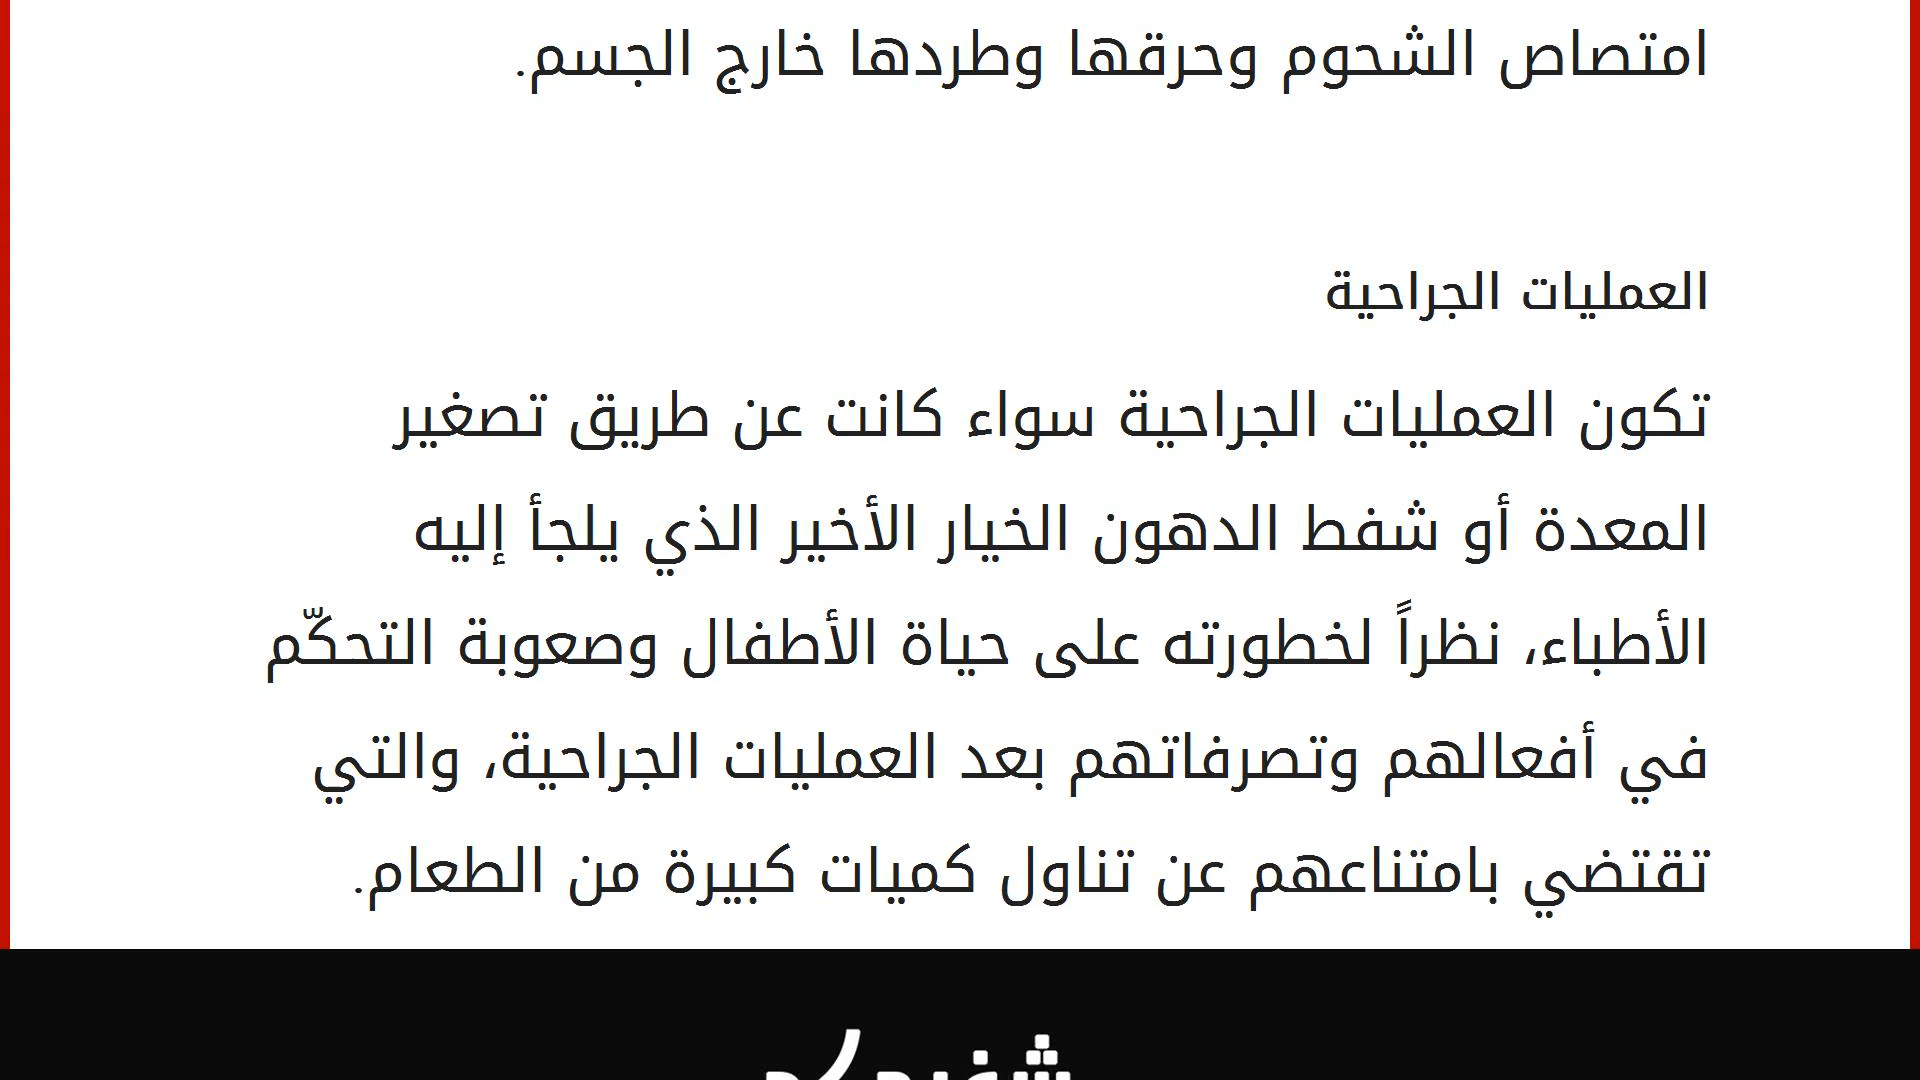 امتصاص الشحوم وحرقها وطردها خارج الجسم.
العمليات الجراحية
تكون العمليات الجراحية سواء كانت عن طريق تصغير
المعدة أو شفط الدهون الخيار الأخير الذي يلجأ إليه
الأطباء، نظراً لخطورته على حياة الأطفال وصعوبة التحكّم
في أفعالهم وتصرفاتهم بعد العمليات الجراحية، والتي
تقتضي بامتناعهم عن تناول كميات كبيرة من الطعام.